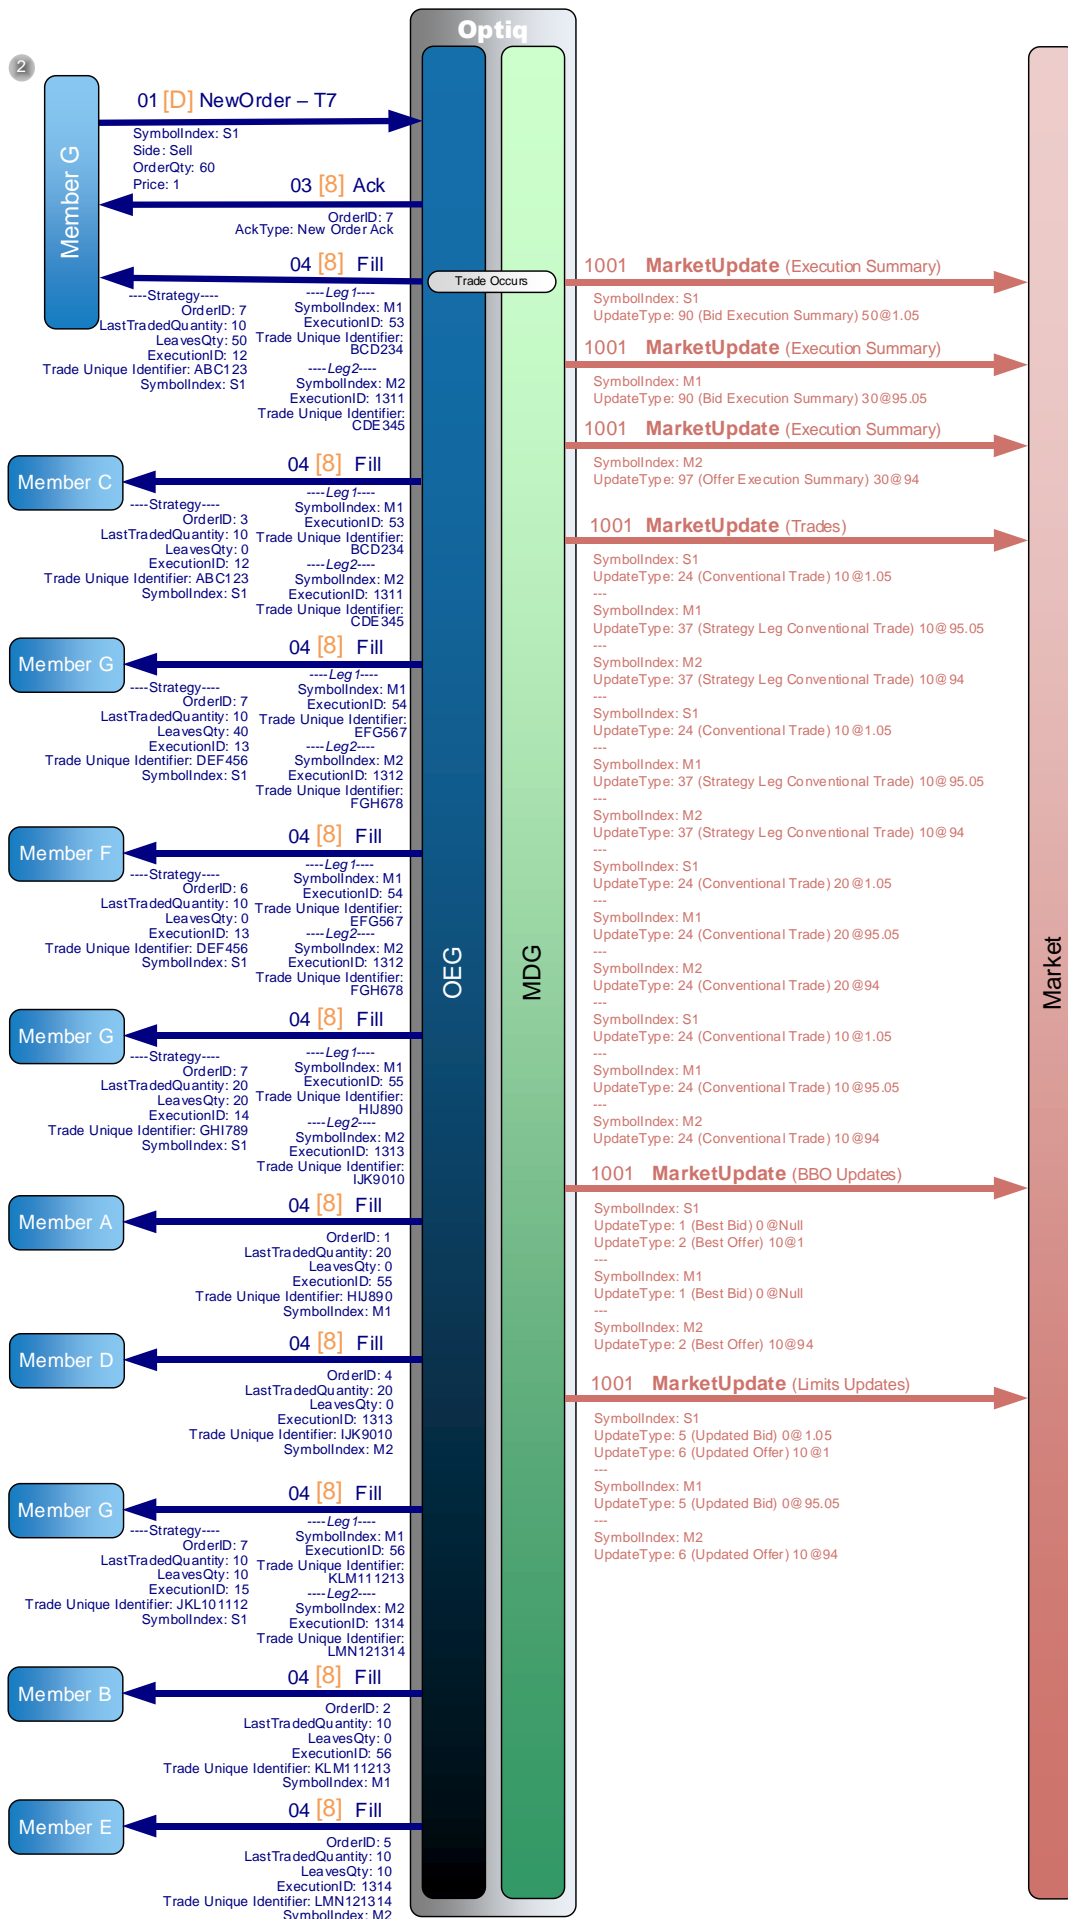 Optiq
2
Member G
01 [D] NewOrder – T7
SymbolIndex: S1
Side: Sell
OrderQty: 60
Price: 1
03 [8] Ack
OrderID: 7
AckType: New Order Ack
04 [8] Fill
Trade Occurs
----Strategy----
OrderID: 7
LastTradedQuantity: 10
LeavesQty: 50
ExecutionID: 12
Trade Unique Identifier: ABC123
SymbolIndex: S1
----Leg1----
SymbolIndex: M1
ExecutionID: 53
Trade Unique Identifier:
BCD234
----Leg2----
SymbolIndex: M2
ExecutionID: 1311
Trade Unique Identifier:
CDE345
Member C
04 [8] Fill
----Strategy----
OrderID: 3
LastTradedQuantity: 10
LeavesQty: 0
ExecutionID: 12
Trade Unique Identifier: ABC123
SymbolIndex: S1
----Leg1----
SymbolIndex: M1
ExecutionID: 53
Trade Unique Identifier:
BCD234
----Leg2----
SymbolIndex: M2
ExecutionID: 1311
Trade Unique Identifier:
CDE345
Member G
04 [8] Fill
----Strategy----
OrderID: 7
LastTradedQuantity: 10
LeavesQty: 40
ExecutionID: 13
Trade Unique Identifier: DEF456
SymbolIndex: S1
----Leg1----
SymbolIndex: M1
ExecutionID: 54
Trade Unique Identifier:
EFG567
----Leg2----
SymbolIndex: M2
ExecutionID: 1312
Trade Unique Identifier:
FGH678
Member F
04 [8] Fill
----Strategy----
OrderID: 6
LastTradedQuantity: 10
LeavesQty: 0
ExecutionID: 13
Trade Unique Identifier: DEF456
SymbolIndex: S1
----Leg1----
SymbolIndex: M1
ExecutionID: 54
Trade Unique Identifier:
EFG567
----Leg2----
SymbolIndex: M2
ExecutionID: 1312
Trade Unique Identifier:
FGH678
Member G
04 [8] Fill
----Strategy----
OrderID: 7
LastTradedQuantity: 20
LeavesQty: 20
ExecutionID: 14
Trade Unique Identifier: GHI789
SymbolIndex: S1
----Leg1----
SymbolIndex: M1
ExecutionID: 55
Trade Unique Identifier:
HIJ890
----Leg2----
SymbolIndex: M2
ExecutionID: 1313
Trade Unique Identifier:
IJK9010
Member A
04 [8] Fill
OrderID: 1
LastTradedQuantity: 20
LeavesQty: 0
ExecutionID: 55
Trade Unique Identifier: HIJ890
SymbolIndex: M1
Member D
04 [8] Fill
OrderID: 4
LastTradedQuantity: 20
LeavesQty: 0
ExecutionID: 1313
Trade Unique Identifier: IJK9010
SymbolIndex: M2
Member G
04 [8] Fill
----Strategy----
OrderID: 7
LastTradedQuantity: 10
LeavesQty: 10
ExecutionID: 15
Trade Unique Identifier: JKL101112
SymbolIndex: S1
----Leg1----
SymbolIndex: M1
ExecutionID: 56
Trade Unique Identifier:
KLM111213
----Leg2----
SymbolIndex: M2
ExecutionID: 1314
Trade Unique Identifier:
LMN121314
Member B
04 [8] Fill
OrderID: 2
LastTradedQuantity: 10
LeavesQty: 0
ExecutionID: 56
Trade Unique Identifier: KLM111213
SymbolIndex: M1
Member E
04 [8] Fill
OrderID: 5
LastTradedQuantity: 10
LeavesQty: 10
ExecutionID: 1314
Trade Unique Identifier: LMN121314
SymbolIndex: M2
OEG
MDG
1001 MarketUpdate (Execution Summary)
SymbolIndex: S1
UpdateType: 90 (Bid Execution Summary) 50@1.05
1001 MarketUpdate (Execution Summary)
SymbolIndex: M1
UpdateType: 90 (Bid Execution Summary) 30@95.05
1001 MarketUpdate (Execution Summary)
SymbolIndex: M2
UpdateType: 97 (Offer Execution Summary) 30@94
1001 MarketUpdate (Trades)
SymbolIndex: S1
UpdateType: 24 (Conventional Trade) 10@1.05
---
SymbolIndex: M1
UpdateType: 37 (Strategy Leg Conventional Trade) 10@95.05
---
SymbolIndex: M2
UpdateType: 37 (Strategy Leg Conventional Trade) 10@94
---
SymbolIndex: S1
UpdateType: 24 (Conventional Trade) 10@1.05
---
SymbolIndex: M1
UpdateType: 37 (Strategy Leg Conventional Trade) 10@95.05
---
SymbolIndex: M2
UpdateType: 37 (Strategy Leg Conventional Trade) 10@94
---
SymbolIndex: S1
UpdateType: 24 (Conventional Trade) 20@1.05
---
SymbolIndex: M1
UpdateType: 24 (Conventional Trade) 20@95.05
---
SymbolIndex: M2
UpdateType: 24 (Conventional Trade) 20@94
---
SymbolIndex: S1
UpdateType: 24 (Conventional Trade) 10@1.05
---
SymbolIndex: M1
UpdateType: 24 (Conventional Trade) 10@95.05
---
SymbolIndex: M2
UpdateType: 24 (Conventional Trade) 10@94
1001 MarketUpdate (BBO Updates)
SymbolIndex: S1
UpdateType: 1 (Best Bid) 0@Null
UpdateType: 2 (Best Offer) 10@1
---
SymbolIndex: M1
UpdateType: 1 (Best Bid) 0@Null
---
SymbolIndex: M2
UpdateType: 2 (Best Offer) 10@94
1001 MarketUpdate (Limits Updates)
SymbolIndex: S1
UpdateType: 5 (Updated Bid) 0@1.05
UpdateType: 6 (Updated Offer) 10@1
---
SymbolIndex: M1
UpdateType: 5 (Updated Bid) 0@95.05
---
SymbolIndex: M2
UpdateType: 6 (Updated Offer) 10@94
Market